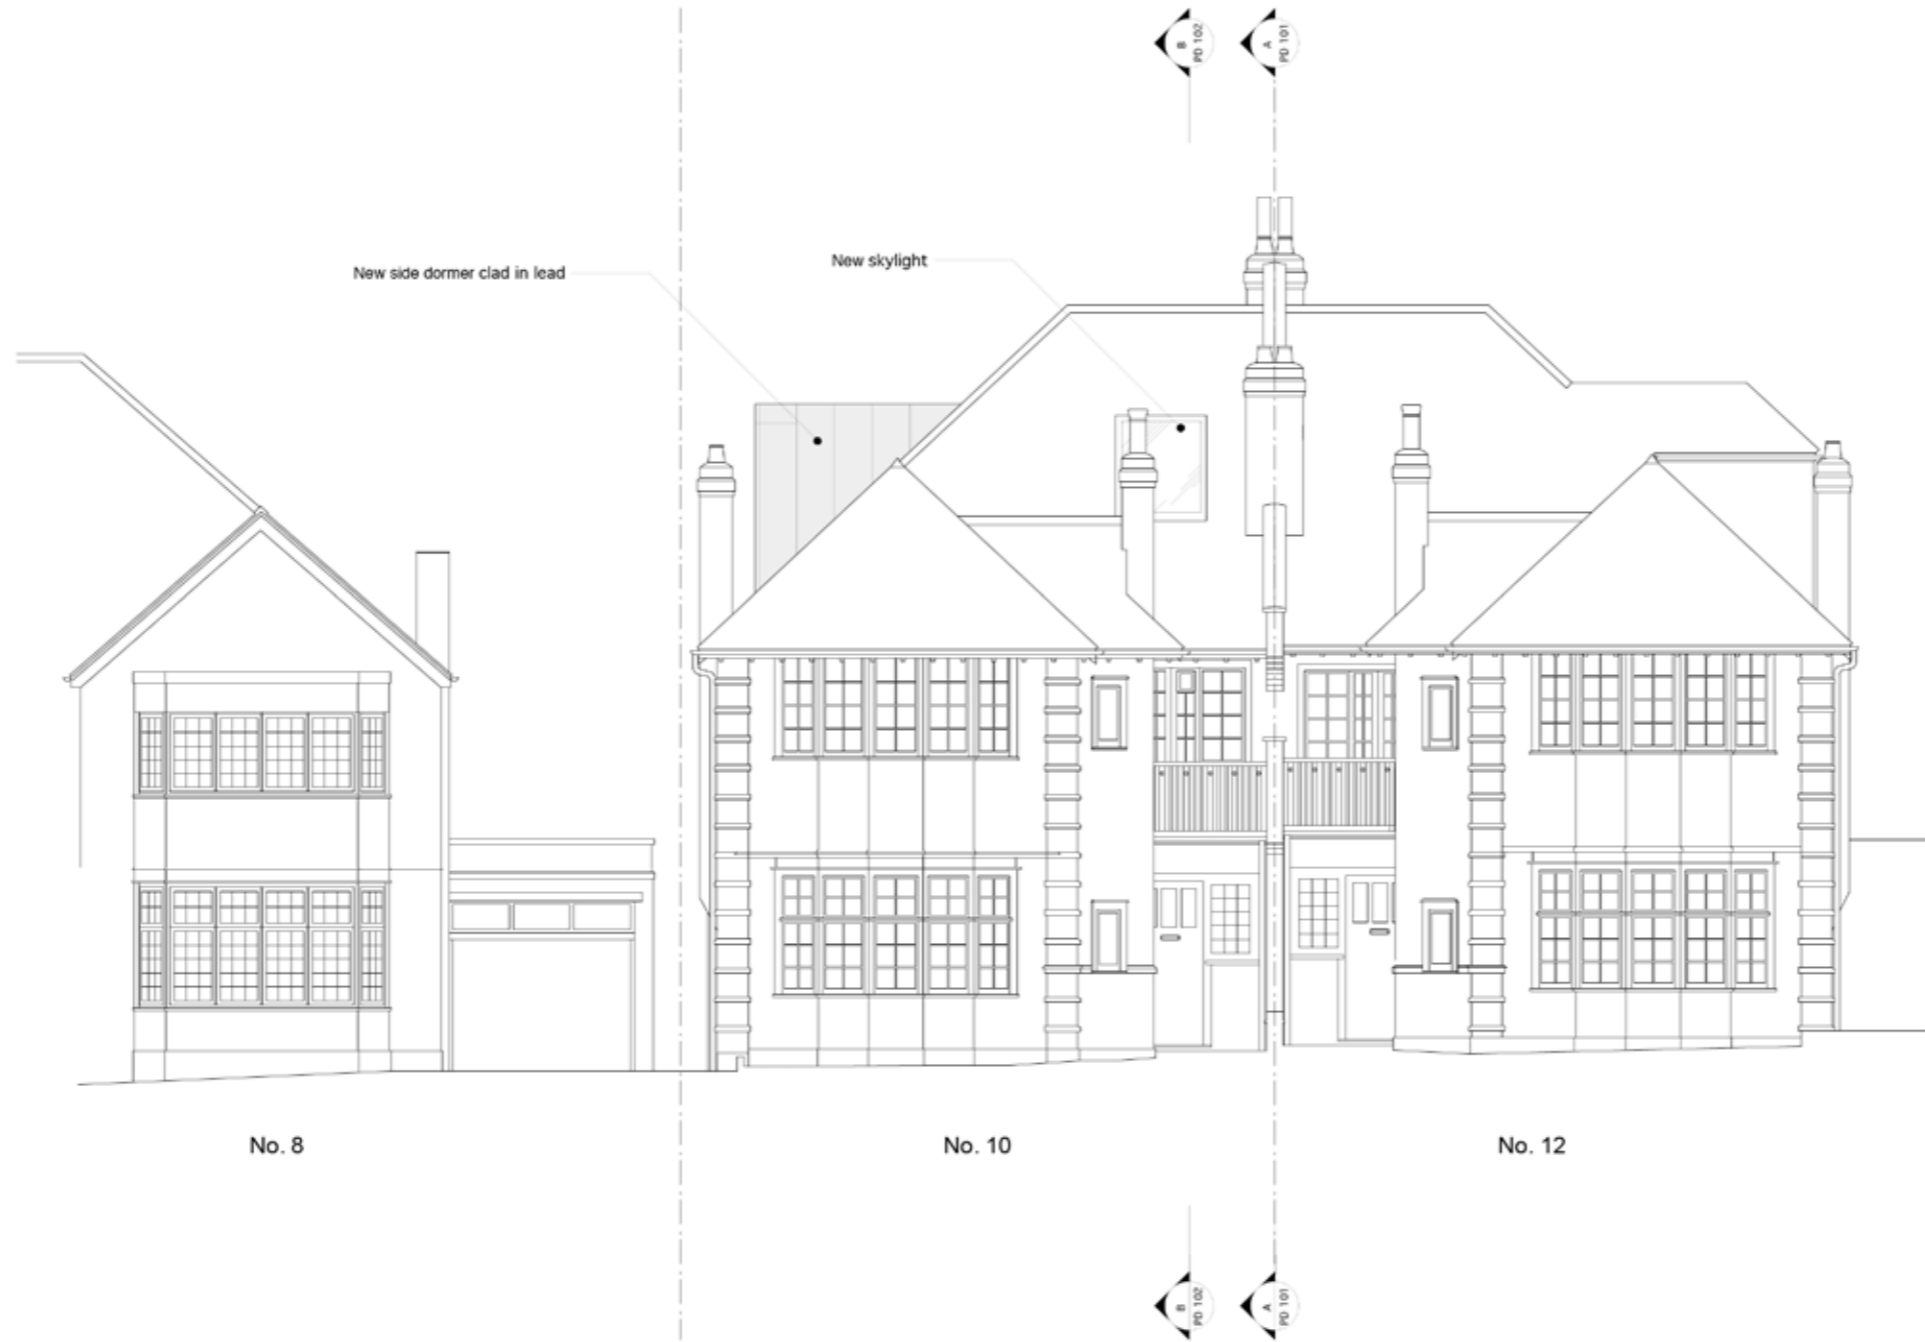 B
PD 102
A
PD 101
New skylight
New side dormer clad in lead
No. 8
No. 10
No. 12
B
PD 102
A
PD 101